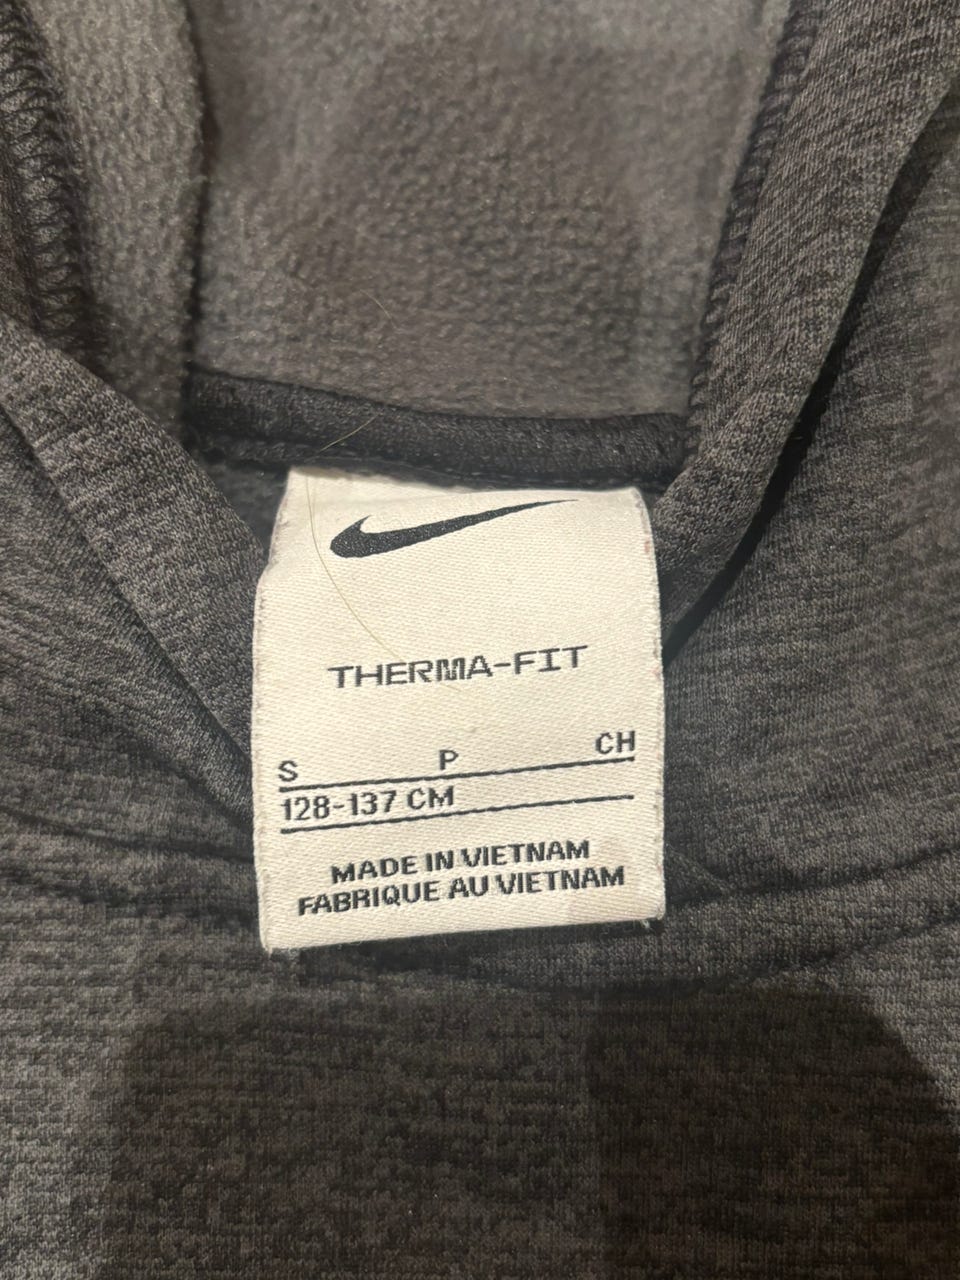 THERMA-FIT
S P CH
128-137 CM
MADE IN VIETNAM
FABRIQUE AU VIETNAM